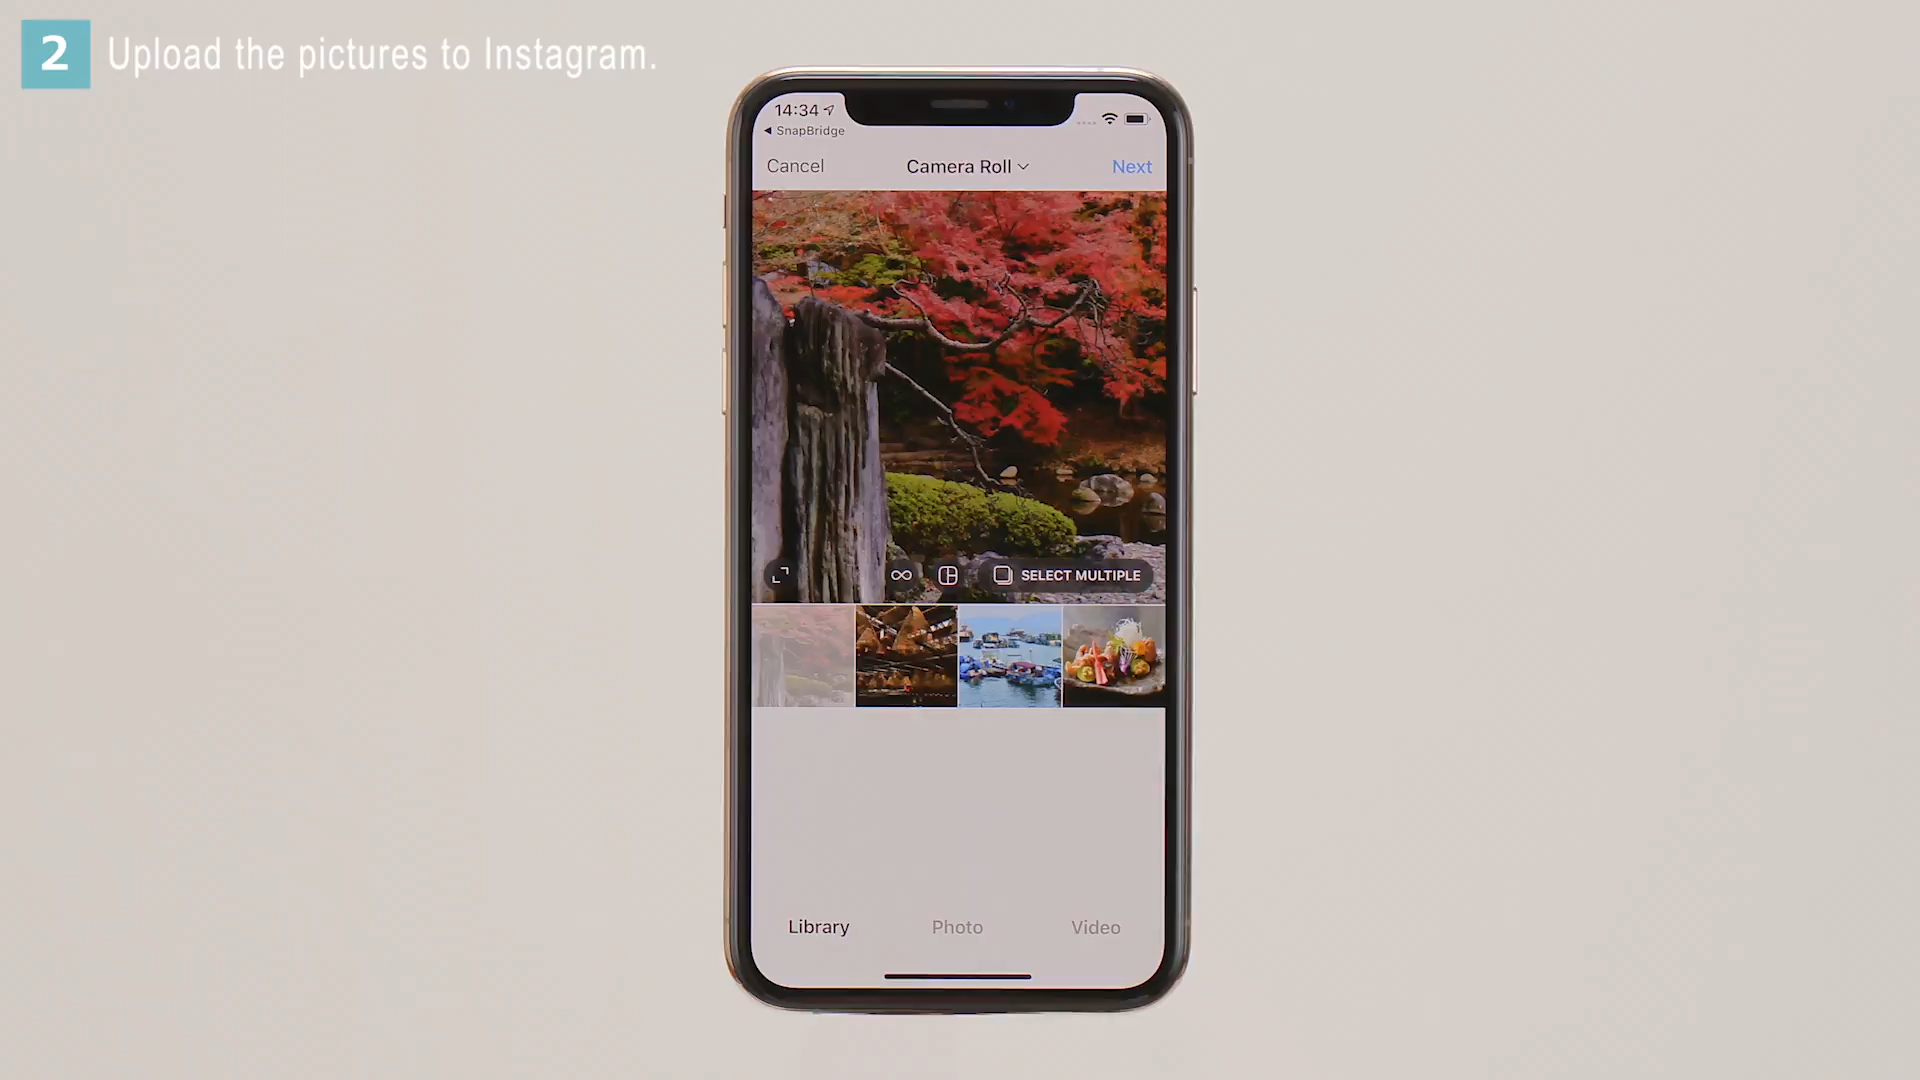 2 Upload the pictures to Instagram.
14:34
SnapBridge
Cancel Camera Roll Next
SELECT MULTIPLE
Library Photo Video